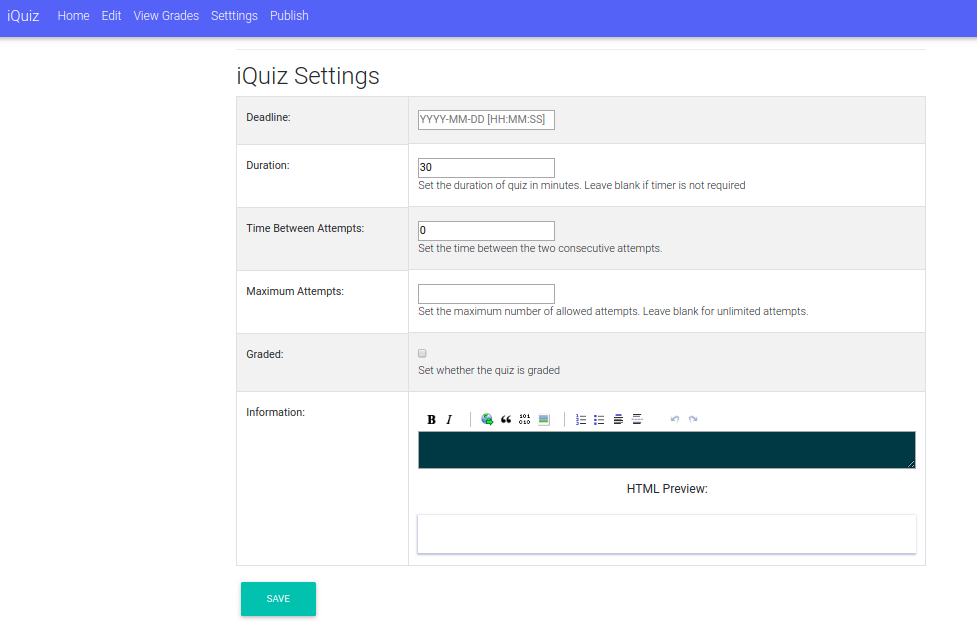 iQuiz Home Edit View Grades Setttings Publish
iQuiz Settings
Deadline: YYYY-MM-DD [HH:MM:SS]
Duration: 30
Set the duration of quiz in minutes. Leave blank if timer is not required
Time Between Attempts: 0
Set the time between the two consecutive attempts.
Maximum Attempts:
Set the maximum number of allowed attempts. Leave blank for unlimited attempts.
Graded:
Set whether the quiz is graded
Information:
B I
HTML Preview:
SAVE